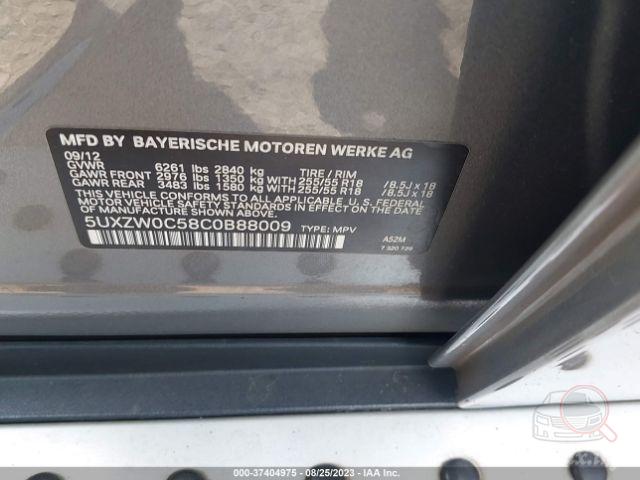 MFD BY BAYERISCHE MOTOREN WERKE AG
09/12
GVWR 6261 lbs 2840 kg TIRE / RIM
GAWR FRONT 2976 lbs 1350 kg WITH 255/55 R18 /8.5J x 18
GAWR REAR 3483 lbs 1580 kg WITH 255/55 R18 /8.5J x 18
THIS VEHICLE CONFORMS TO ALL APPLICABLE U. S. FEDERAL
MOTOR VEHICLE SAFETY STANDARDS IN EFFECT ON THE DATE OF
MANUFACTURE SHOWN ABOVE.
5UXZW0C58C0B88009 TYPE: MPV
A52M
7 320 729
000-37404975 - 08/25/2023 - IAA Inc.